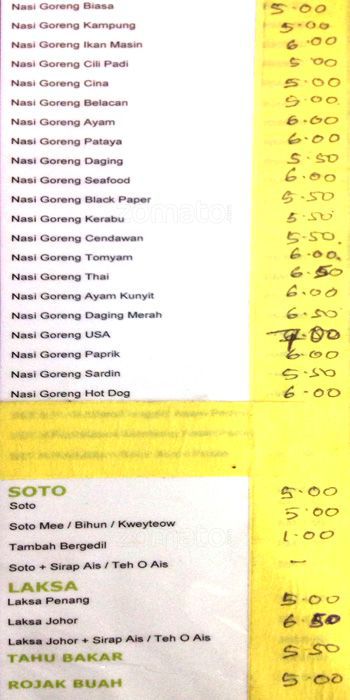 Nasi Goreng Biasa 5.00
Nasi Goreng Kampung 5.00
Nasi Goreng Ikan Masin 6.00
Nasi Goreng Cili Padi 5.00
Nasi Goreng Cina 5.00
Nasi Goreng Belacan 5.00
Nasi Goreng Ayam 6.00
Nasi Goreng Pataya 6.00
Nasi Goreng Daging 5.50
Nasi Goreng Seafood 6.00
Nasi Goreng Black Paper 5.50
Nasi Goreng Kerabu 5.50
Nasi Goreng Cendawan 5.50
Nasi Goreng Tomyam 6.00
Nasi Goreng Thai 6.50
Nasi Goreng Ayam Kunyit 6.00
Nasi Goreng Daging Merah 6.50
Nasi Goreng USA 9.00
Nasi Goreng Paprik 6.00
Nasi Goreng Sardin 5.50
Nasi Goreng Hot Dog 6.00
SOTO 5.00
Soto 5.00
Soto Mee / Bihun / Kweyteow 1.00
Tambah Bergedil
Soto + Sirap Ais / Teh O Ais -
LAKSA
Laksa Penang 5.00
Laksa Johor 6.50
Laksa Johor + Sirap Ais / Teh O Ais
TAHU BAKAR 5.50
ROJAK BUAH 5.00
zomato
zomato